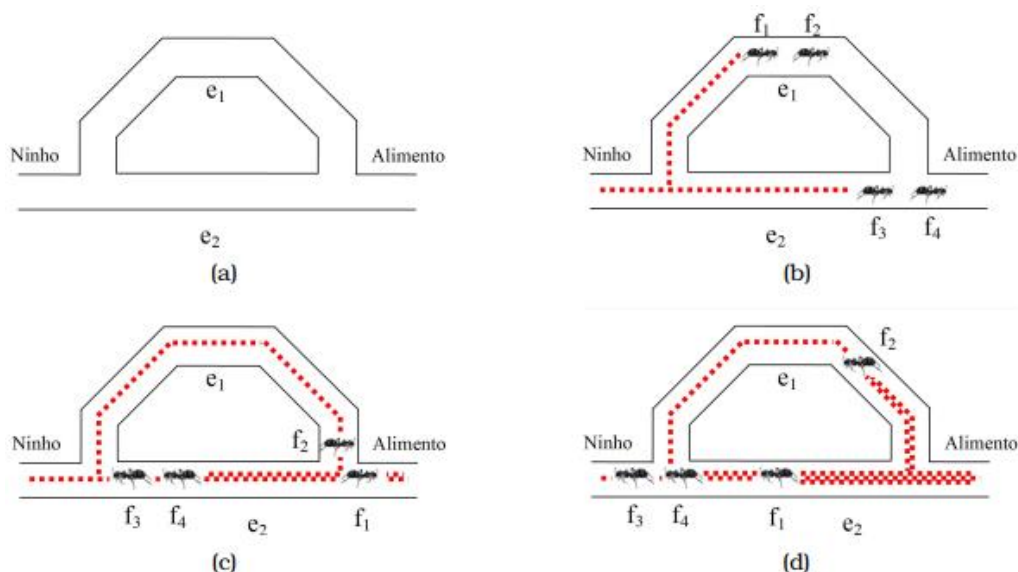 e₁
Ninho Alimento
e₂
(a)
f₁ f₂
e₁
Ninho Alimento
f₃ f₄
e₂
(b)
e₁
Ninho f₂ Alimento
f₃ f₄ e₂ f₁
(c)
f₂
e₁
Ninho Alimento
f₃ f₄ f₁ e₂
(d)